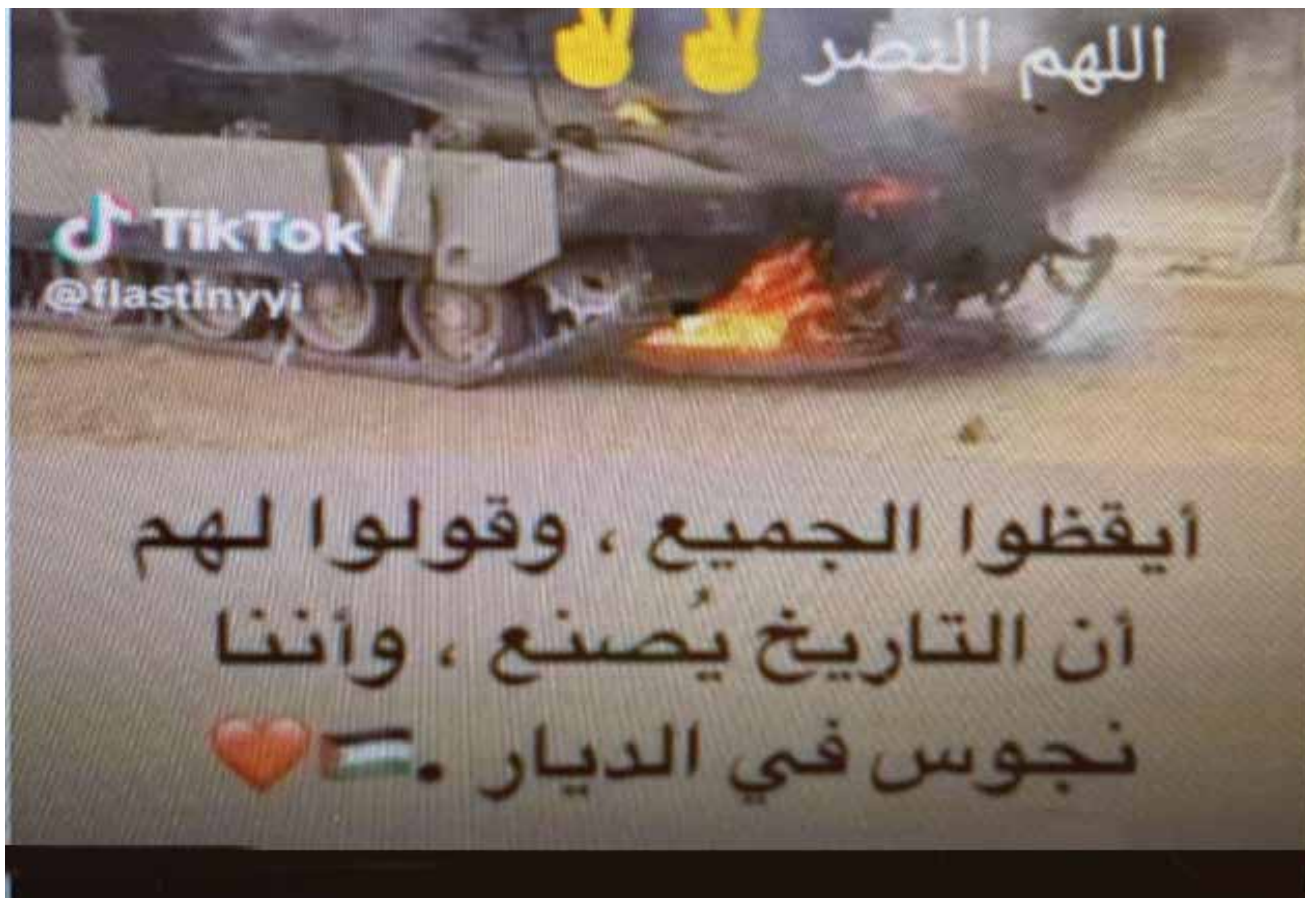 اللهم النصر ✌️✌️
TikTok
@flastinyyi
أيقظوا الجميع ، وقولوا لهم
أن التاريخ يُصنع ، وأننا
نجوس في الديار .🇵🇸❤️